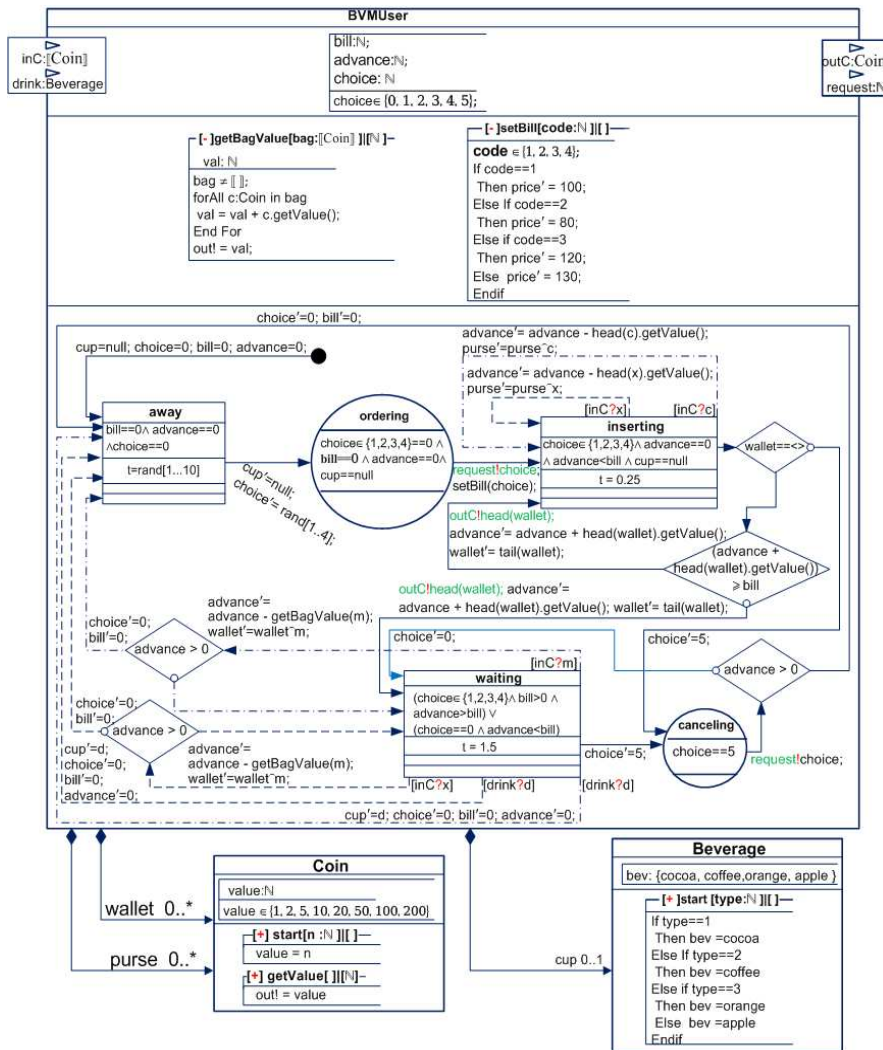 BVMUser
inC:⟦Coin⟧
drink:Beverage
bill:ℕ;
advance:ℕ;
choice: ℕ
choice∈ {0, 1, 2, 3, 4, 5};
outC:Coin
request:ℕ
[-]getBagValue[bag:⟦Coin⟧ ]|[ℕ ]
val: ℕ
bag ≠ ⟦ ⟧;
forAll c:Coin in bag
val = val + c.getValue();
End For
out! = val;
[-]setBill[code:ℕ ]|[ ]
code ∈ {1, 2, 3, 4};
If code==1
Then price′ = 100;
Else If code==2
Then price′ = 80;
Else if code==3
Then price′ = 120;
Else price′ = 130;
Endif
choice′=0; bill′=0;
cup=null; choice=0; bill=0; advance=0;
advance′= advance - head(c).getValue();
purse′=purse⌢c;
advance′= advance - head(x).getValue();
purse′=purse⌢x;
[inC?x]
[inC?c]
away
bill==0∧ advance==0
∧choice==0
t=rand[1...10]
cup′=null;
choice′= rand[1..4];
ordering
choice∈ {1,2,3,4}==0 ∧
bill==0 ∧ advance==0∧
cup==null
request!choice;
setBill(choice);
inserting
choice∈ {1,2,3,4}∧ advance==0
∧ advance<bill ∧ cup==null
t = 0.25
wallet==<>
outC!head(wallet);
advance′= advance + head(wallet).getValue();
wallet′= tail(wallet);
(advance +
head(wallet).getValue())
⩾ bill
outC!head(wallet); advance′=
advance + head(wallet).getValue(); wallet′= tail(wallet);
choice′=0;
bill′=0;
advance > 0
advance′=
advance - getBagValue(m);
wallet′=wallet⌢m;
choice′=0;
[inC?m]
choice′=5;
advance > 0
waiting
(choice∈ {1,2,3,4}∧ bill>0 ∧
advance>bill) ∨
(choice==0 ∧ advance<bill)
t = 1.5
choice′=5;
canceling
choice==5
request!choice;
choice′=0;
bill′=0;
advance > 0
advance′=
advance - getBagValue(m);
wallet′=wallet⌢m;
cup′=d;
choice′=0;
bill′=0;
advance′=0;
[inC?x]
[drink?d]
[drink?d]
cup′=d; choice′=0; bill′=0; advance′=0;
wallet 0..*
purse 0..*
Coin
value:ℕ
value ∈ {1, 2, 5, 10, 20, 50, 100, 200}
[+] start[n :ℕ ]|[ ]
value = n
[+] getValue[ ]|[ℕ]
out! = value
cup 0..1
Beverage
bev: {cocoa, coffee,orange, apple }
[+ ]start [type:ℕ ]|[ ]
If type==1
Then bev =cocoa
Else If type==2
Then bev =coffee
Else if type==3
Then bev =orange
Else bev =apple
Endif